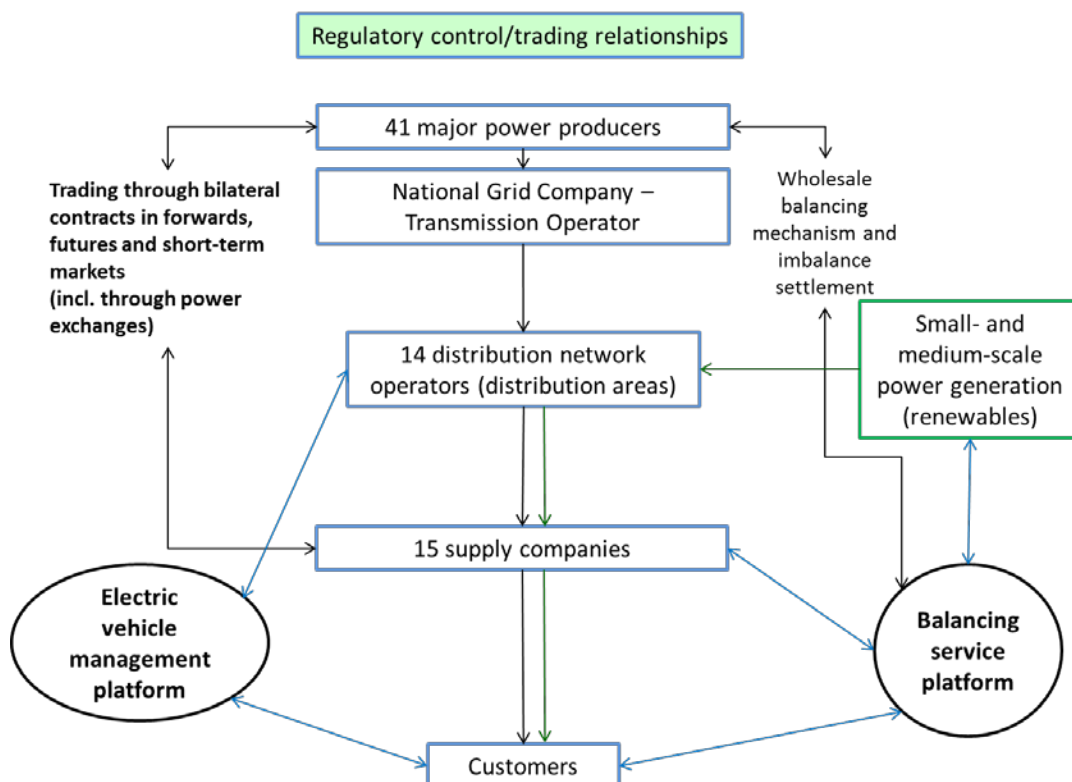 Regulatory control/trading relationships
41 major power producers
Trading through bilateral
contracts in forwards,
futures and short-term
markets
(incl. through power
exchanges)
National Grid Company –
Transmission Operator
Wholesale
balancing
mechanism and
imbalance
settlement
14 distribution network
operators (distribution areas)
Small- and
medium-scale
power generation
(renewables)
15 supply companies
Electric
vehicle
management
platform
Balancing
service
platform
Customers